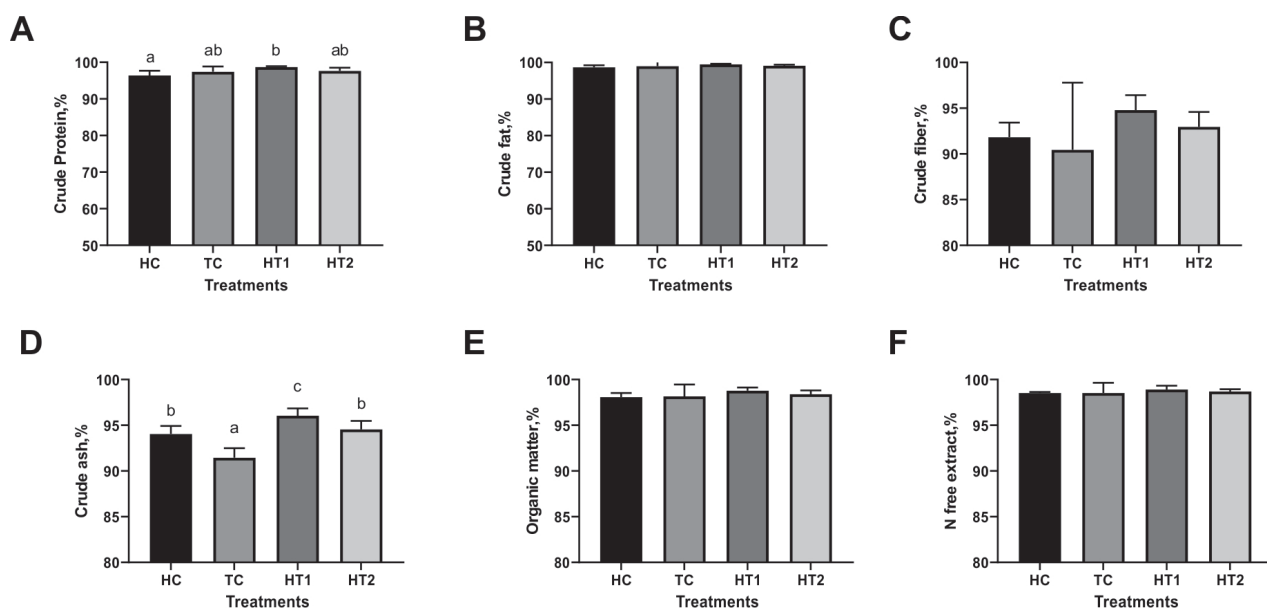 A
Crude Protein,%
100
90
80
70
60
50
a
ab
b
ab
HC
TC
HT1
HT2
Treatments
B
Crude fat,%
100
90
80
70
60
50
HC
TC
HT1
HT2
Treatments
C
Crude fiber,%
100
95
90
85
80
HC
TC
HT1
HT2
Treatments
D
Crude ash,%
100
95
90
85
80
b
a
c
b
HC
TC
HT1
HT2
Treatments
E
Organic matter,%
100
95
90
85
80
HC
TC
HT1
HT2
Treatments
F
N free extract,%
100
95
90
85
80
HC
TC
HT1
HT2
Treatments